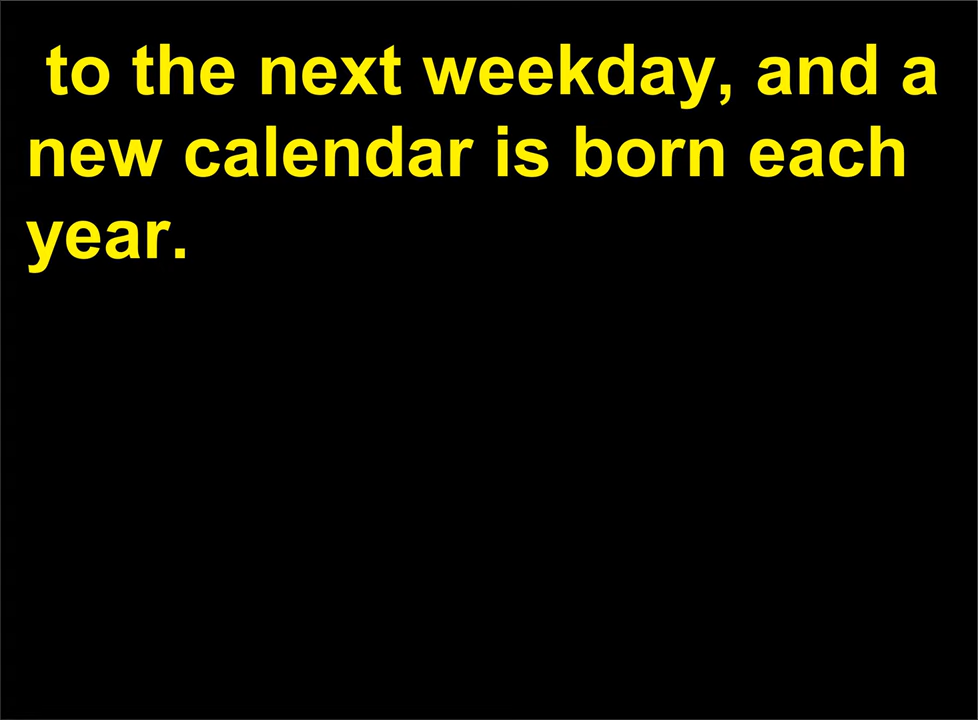 to the next weekday, and a
new calendar is born each
year.